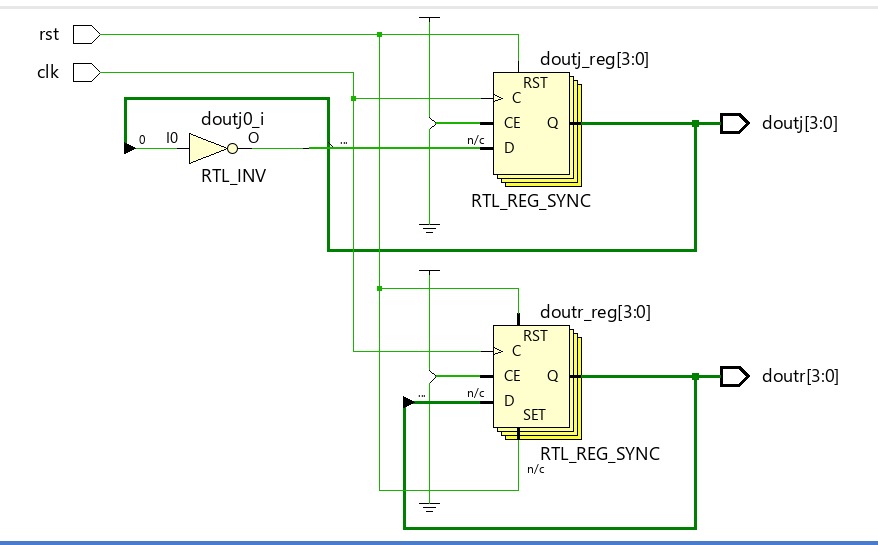 rst
clk
doutj_reg[3:0]
RST
C
CE
Q
n/c
D
RTL_REG_SYNC
doutj[3:0]
doutj0_i
0
I0
O
...
RTL_INV
doutr_reg[3:0]
RST
C
CE
Q
...
n/c
D
SET
RTL_REG_SYNC
n/c
doutr[3:0]